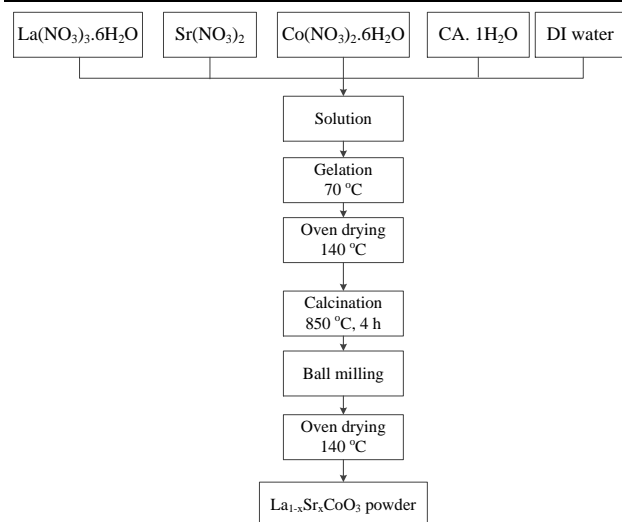 La(NO₃)₃.6H₂O
Sr(NO₃)₂
Co(NO₃)₂.6H₂O
CA. 1H₂O
DI water
Solution
Gelation
70 °C
Oven drying
140 °C
Calcination
850 °C, 4 h
Ball milling
Oven drying
140 °C
La₁₋ₓSrₓCoO₃ powder